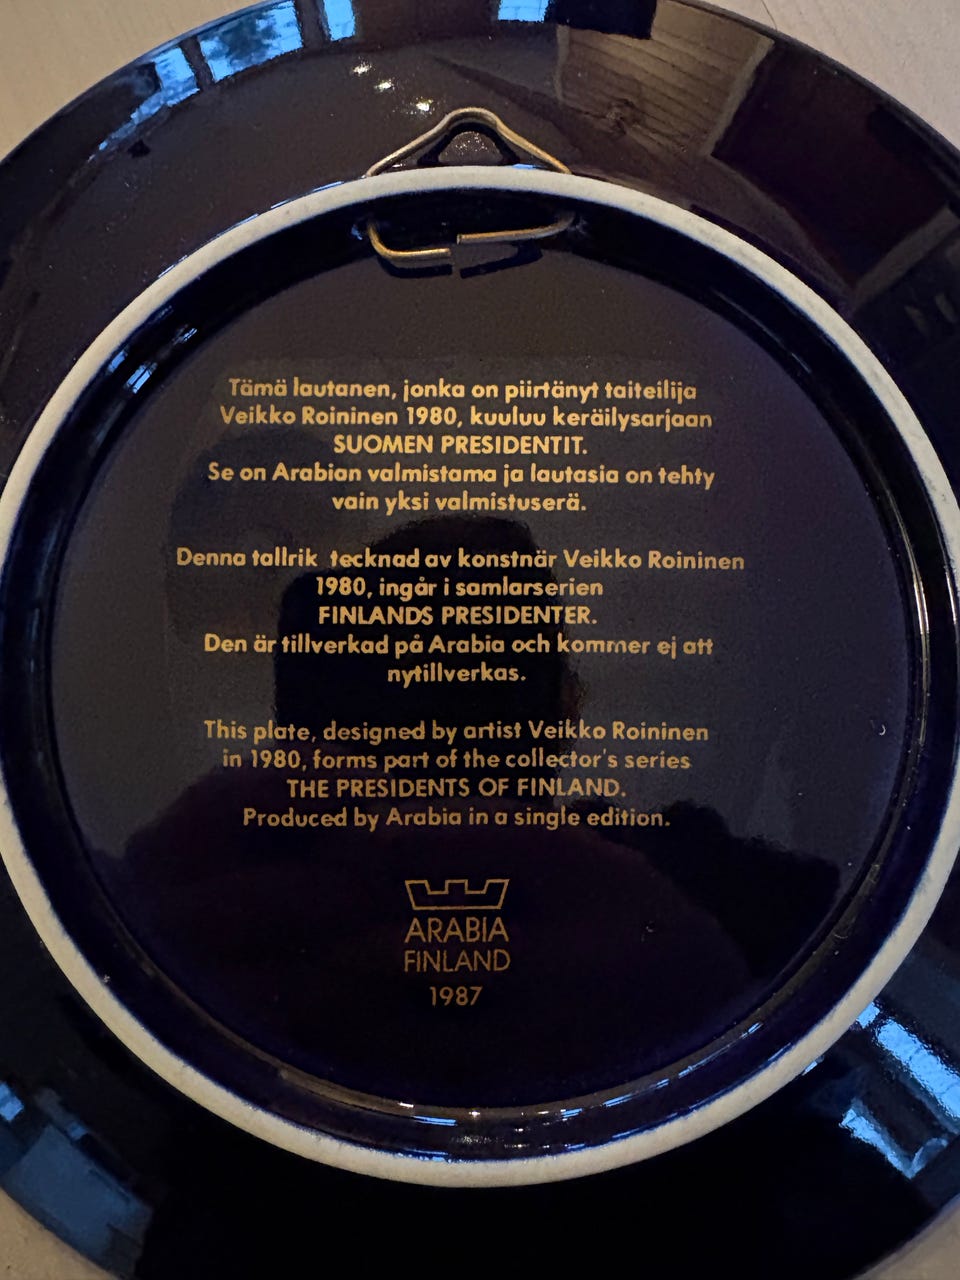 Tämä lautanen, jonka on piirtänyt taiteilija
Veikko Roininen 1980, kuuluu keräilysarjaan
SUOMEN PRESIDENTIT.
Se on Arabian valmistama ja lautasia on tehty
vain yksi valmistuserä.
Denna tallrik tecknad av konstnär Veikko Roininen
1980, ingår i samlarserien
FINLANDS PRESIDENTER.
Den är tillverkad på Arabia och kommer ej att
nytillverkas.
This plate, designed by artist Veikko Roininen
in 1980, forms part of the collector's series
THE PRESIDENTS OF FINLAND.
Produced by Arabia in a single edition.
ARABIA
FINLAND
1987